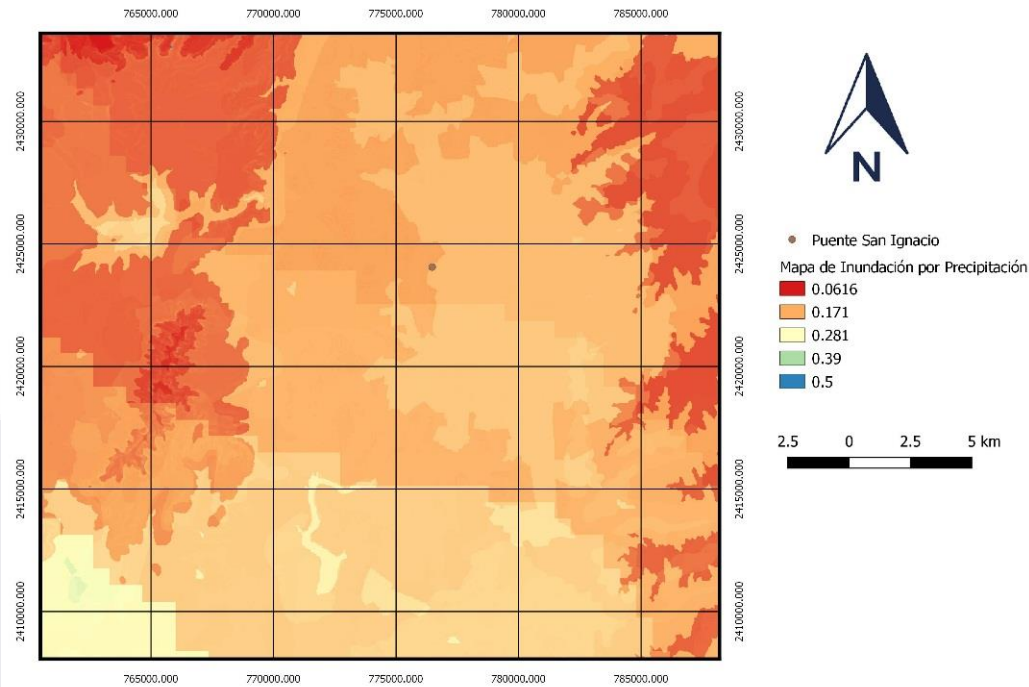 765000.000 770000.000 775000.000 780000.000 785000.000
2430000.000 2430000.000
2425000.000 2425000.000
2420000.000 2420000.000
2415000.000 2415000.000
2410000.000 2410000.000
765000.000 770000.000 775000.000 780000.000 785000.000
N
Puente San Ignacio
Mapa de Inundación por Precipitación
0.0616
0.171
0.281
0.39
0.5
2.5 0 2.5 5 km